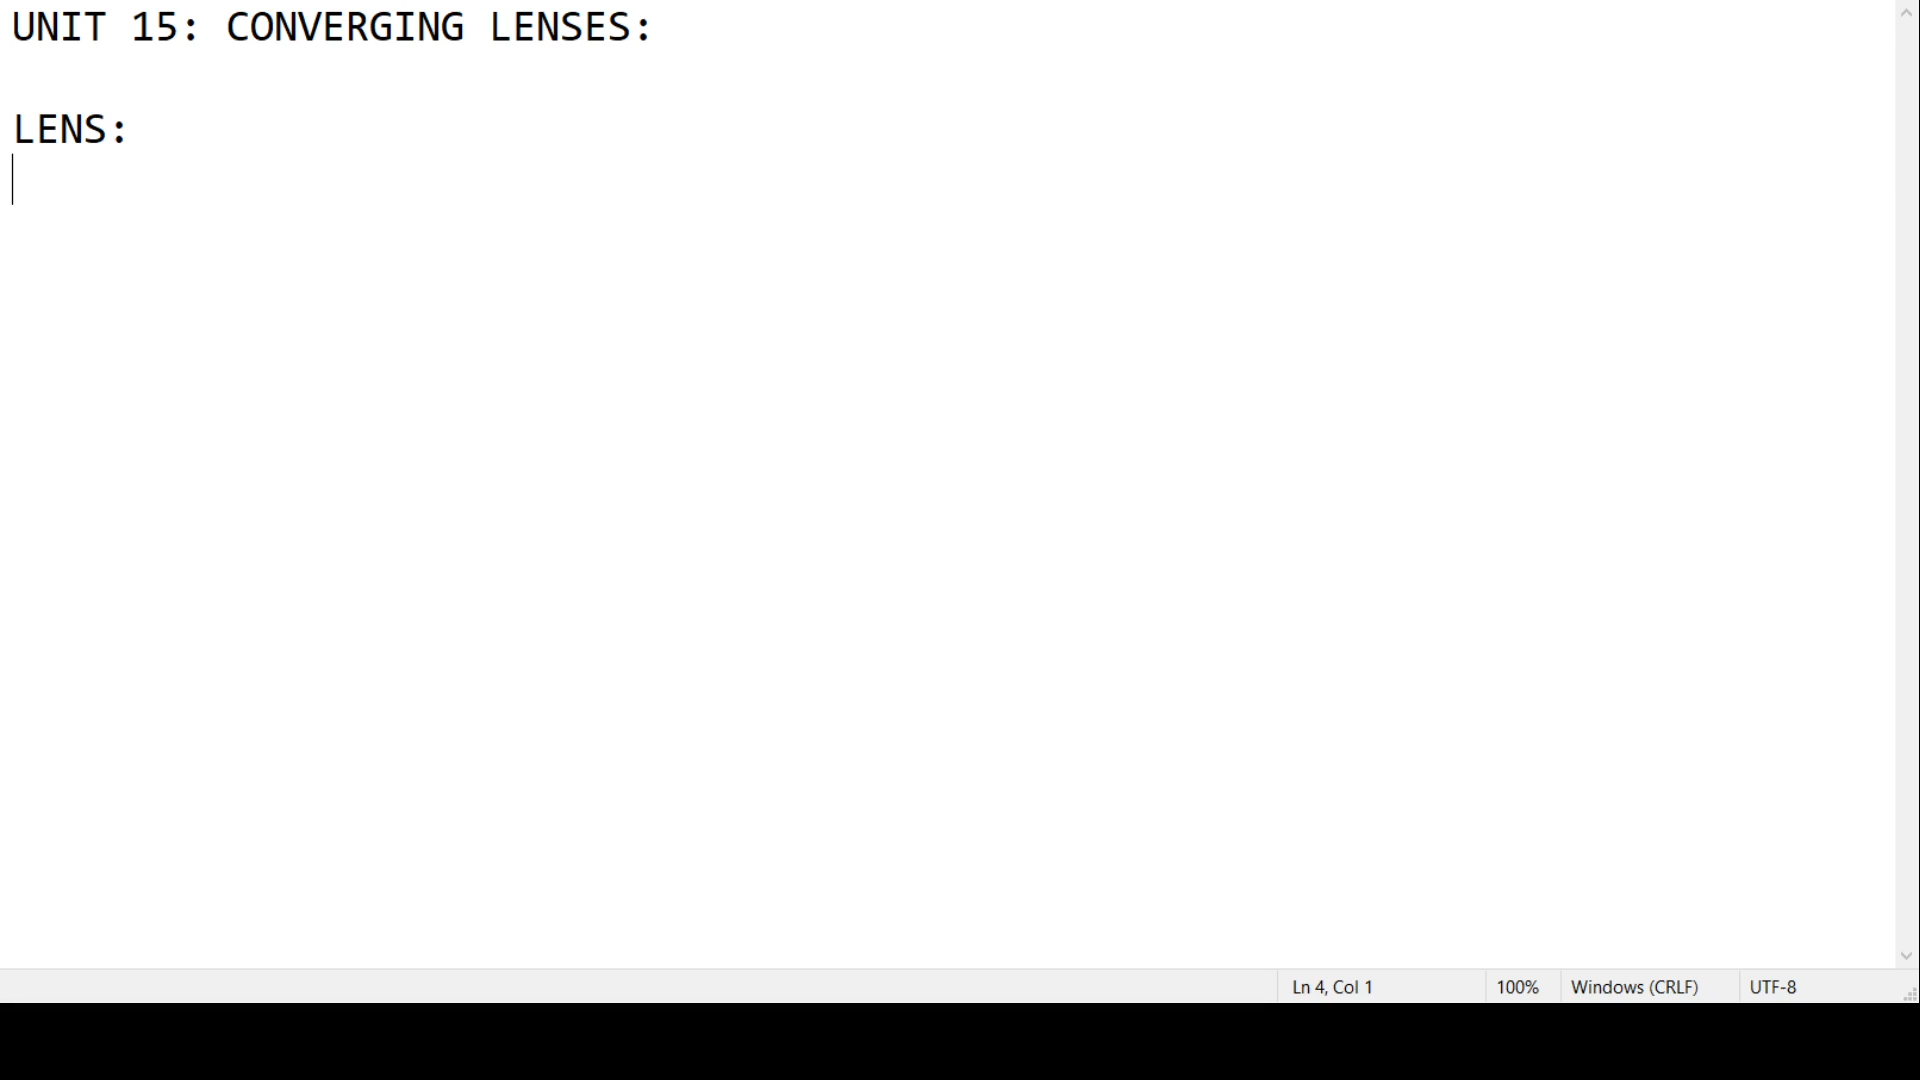 UNIT 15: CONVERGING LENSES:
LENS:
Ln 4, Col 1 100% Windows (CRLF) UTF-8